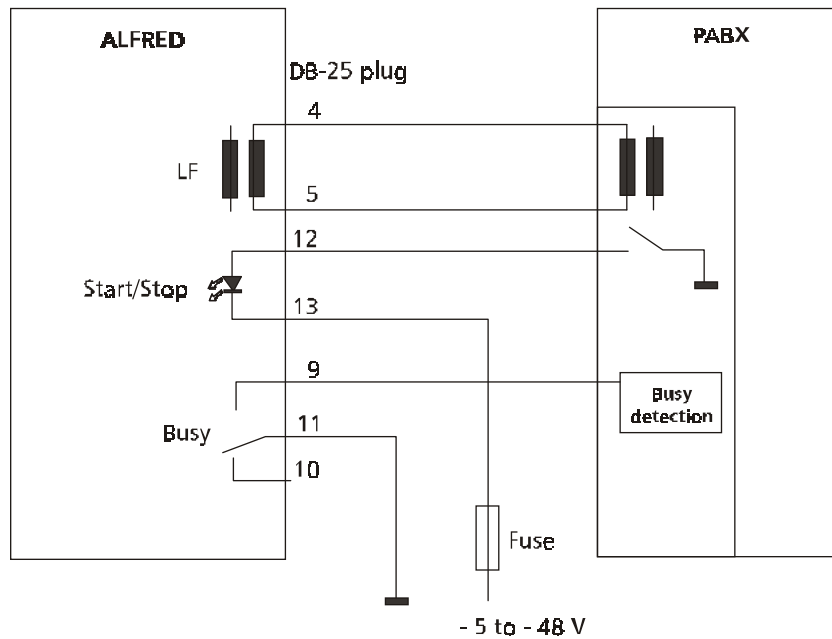 ALFRED
PABX
DB-25 plug
4
LF
5
12
Start/Stop
13
9
Busy
detection
11
Busy
10
Fuse
- 5 to - 48 V